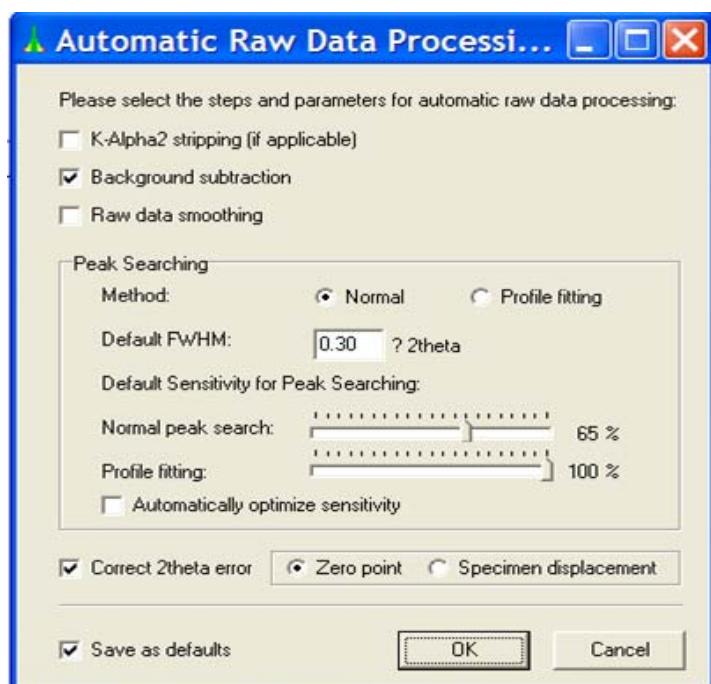 Automatic Raw Data Processi...
Please select the steps and parameters for automatic raw data processing:
K-Alpha2 stripping (if applicable)
Background subtraction
Raw data smoothing
Peak Searching
Method: Normal Profile fitting
Default FWHM: 0.30 ? 2theta
Default Sensitivity for Peak Searching:
Normal peak search: 65 %
Profile fitting: 100 %
Automatically optimize sensitivity
Correct 2theta error Zero point Specimen displacement
Save as defaults OK Cancel